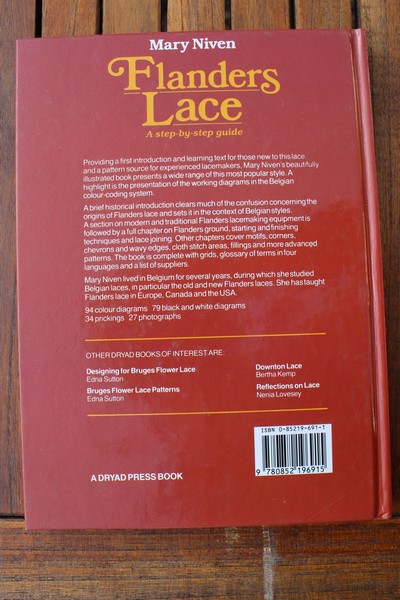 Mary Niven
Flanders
Lace
A step-by-step guide
Providing a first introduction and learning text for those new to this lace
and a pattern source for experienced lacemakers, Mary Niven's beautifully
illustrated book presents a wide range of this most popular style. A
highlight is the presentation of the working diagrams in the Belgian
colour-coding system.
A brief historical introduction clears much of the confusion concerning the
origins of Flanders lace and sets it in the context of Belgian styles.
A section on modern and traditional Flanders lacemaking equipment is
followed by a full chapter on Flanders ground, starting and finishing
techniques and lace joining. Other chapters cover motifs, corners,
chevrons and wavy edges, cloth stitch areas, fillings and more advanced
patterns. The book is complete with grids, glossary of terms in four
languages and a list of suppliers.
Mary Niven lived in Belgium for several years, during which she studied
Belgian laces, in particular the old and new Flanders laces. She has taught
Flanders lace in Europe, Canada and the USA.
94 colour diagrams 79 black and white diagrams
34 prickings 27 photographs
OTHER DRYAD BOOKS OF INTEREST ARE:
Designing for Bruges Flower Lace
Edna Sutton
Bruges Flower Lace Patterns
Edna Sutton
Downton Lace
Bertha Kemp
Reflections on Lace
Nenia Lovesey
ISBN 0-85219-691-1
9 780852 196915
A DRYAD PRESS BOOK